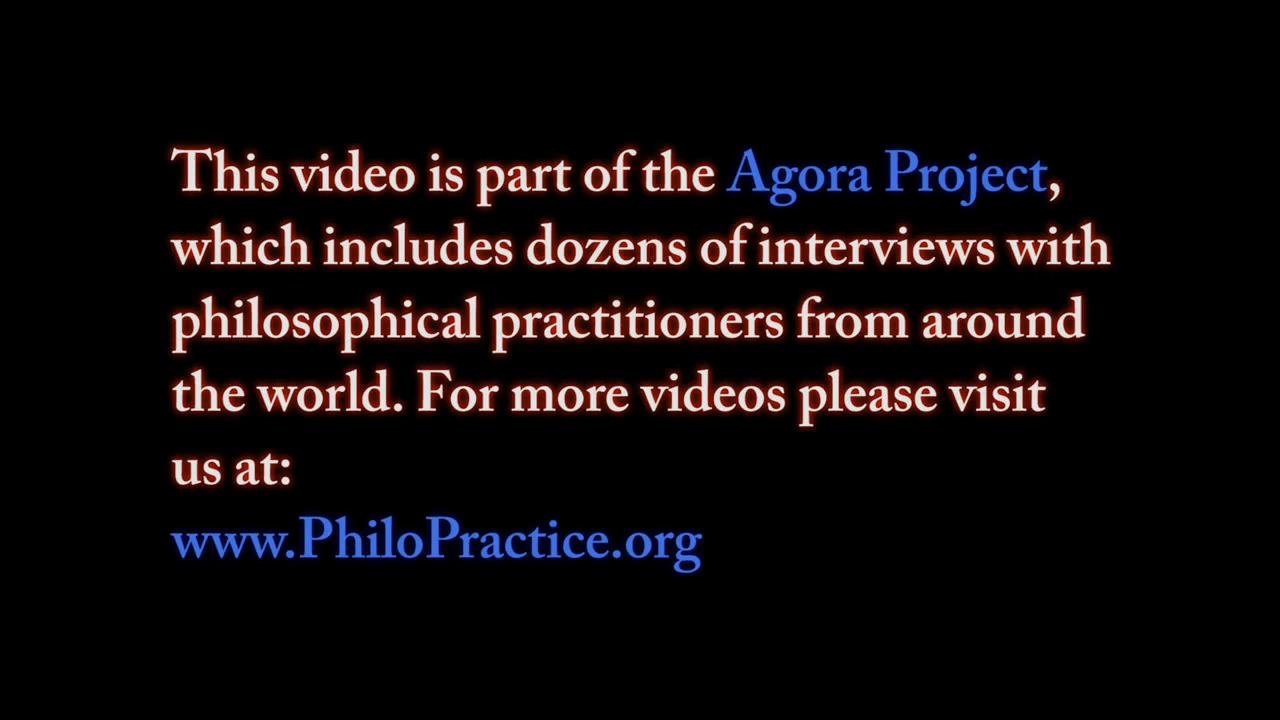 This video is part of the Agora Project,
which includes dozens of interviews with
philosophical practitioners from around
the world. For more videos please visit
us at:
www.PhiloPractice.org